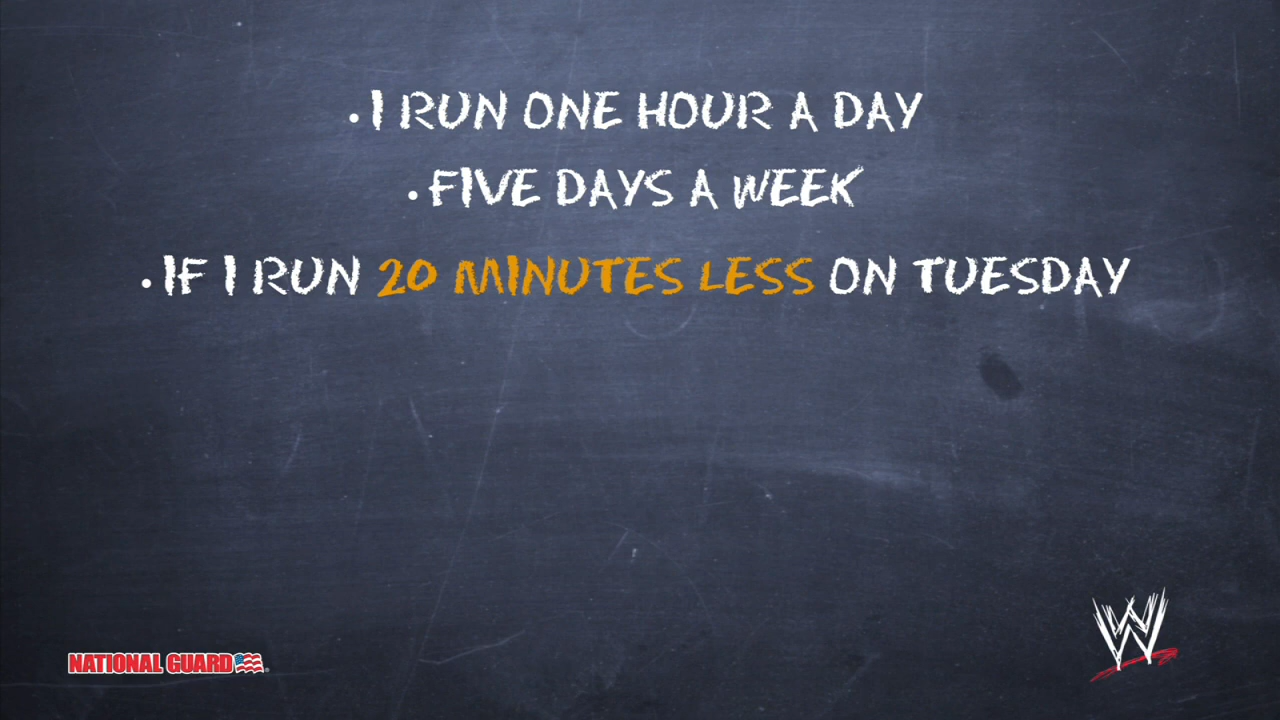 • I RUN ONE HOUR A DAY
• FIVE DAYS A WEEK
• IF I RUN 20 MINUTES LESS ON TUESDAY
NATIONAL GUARD
W